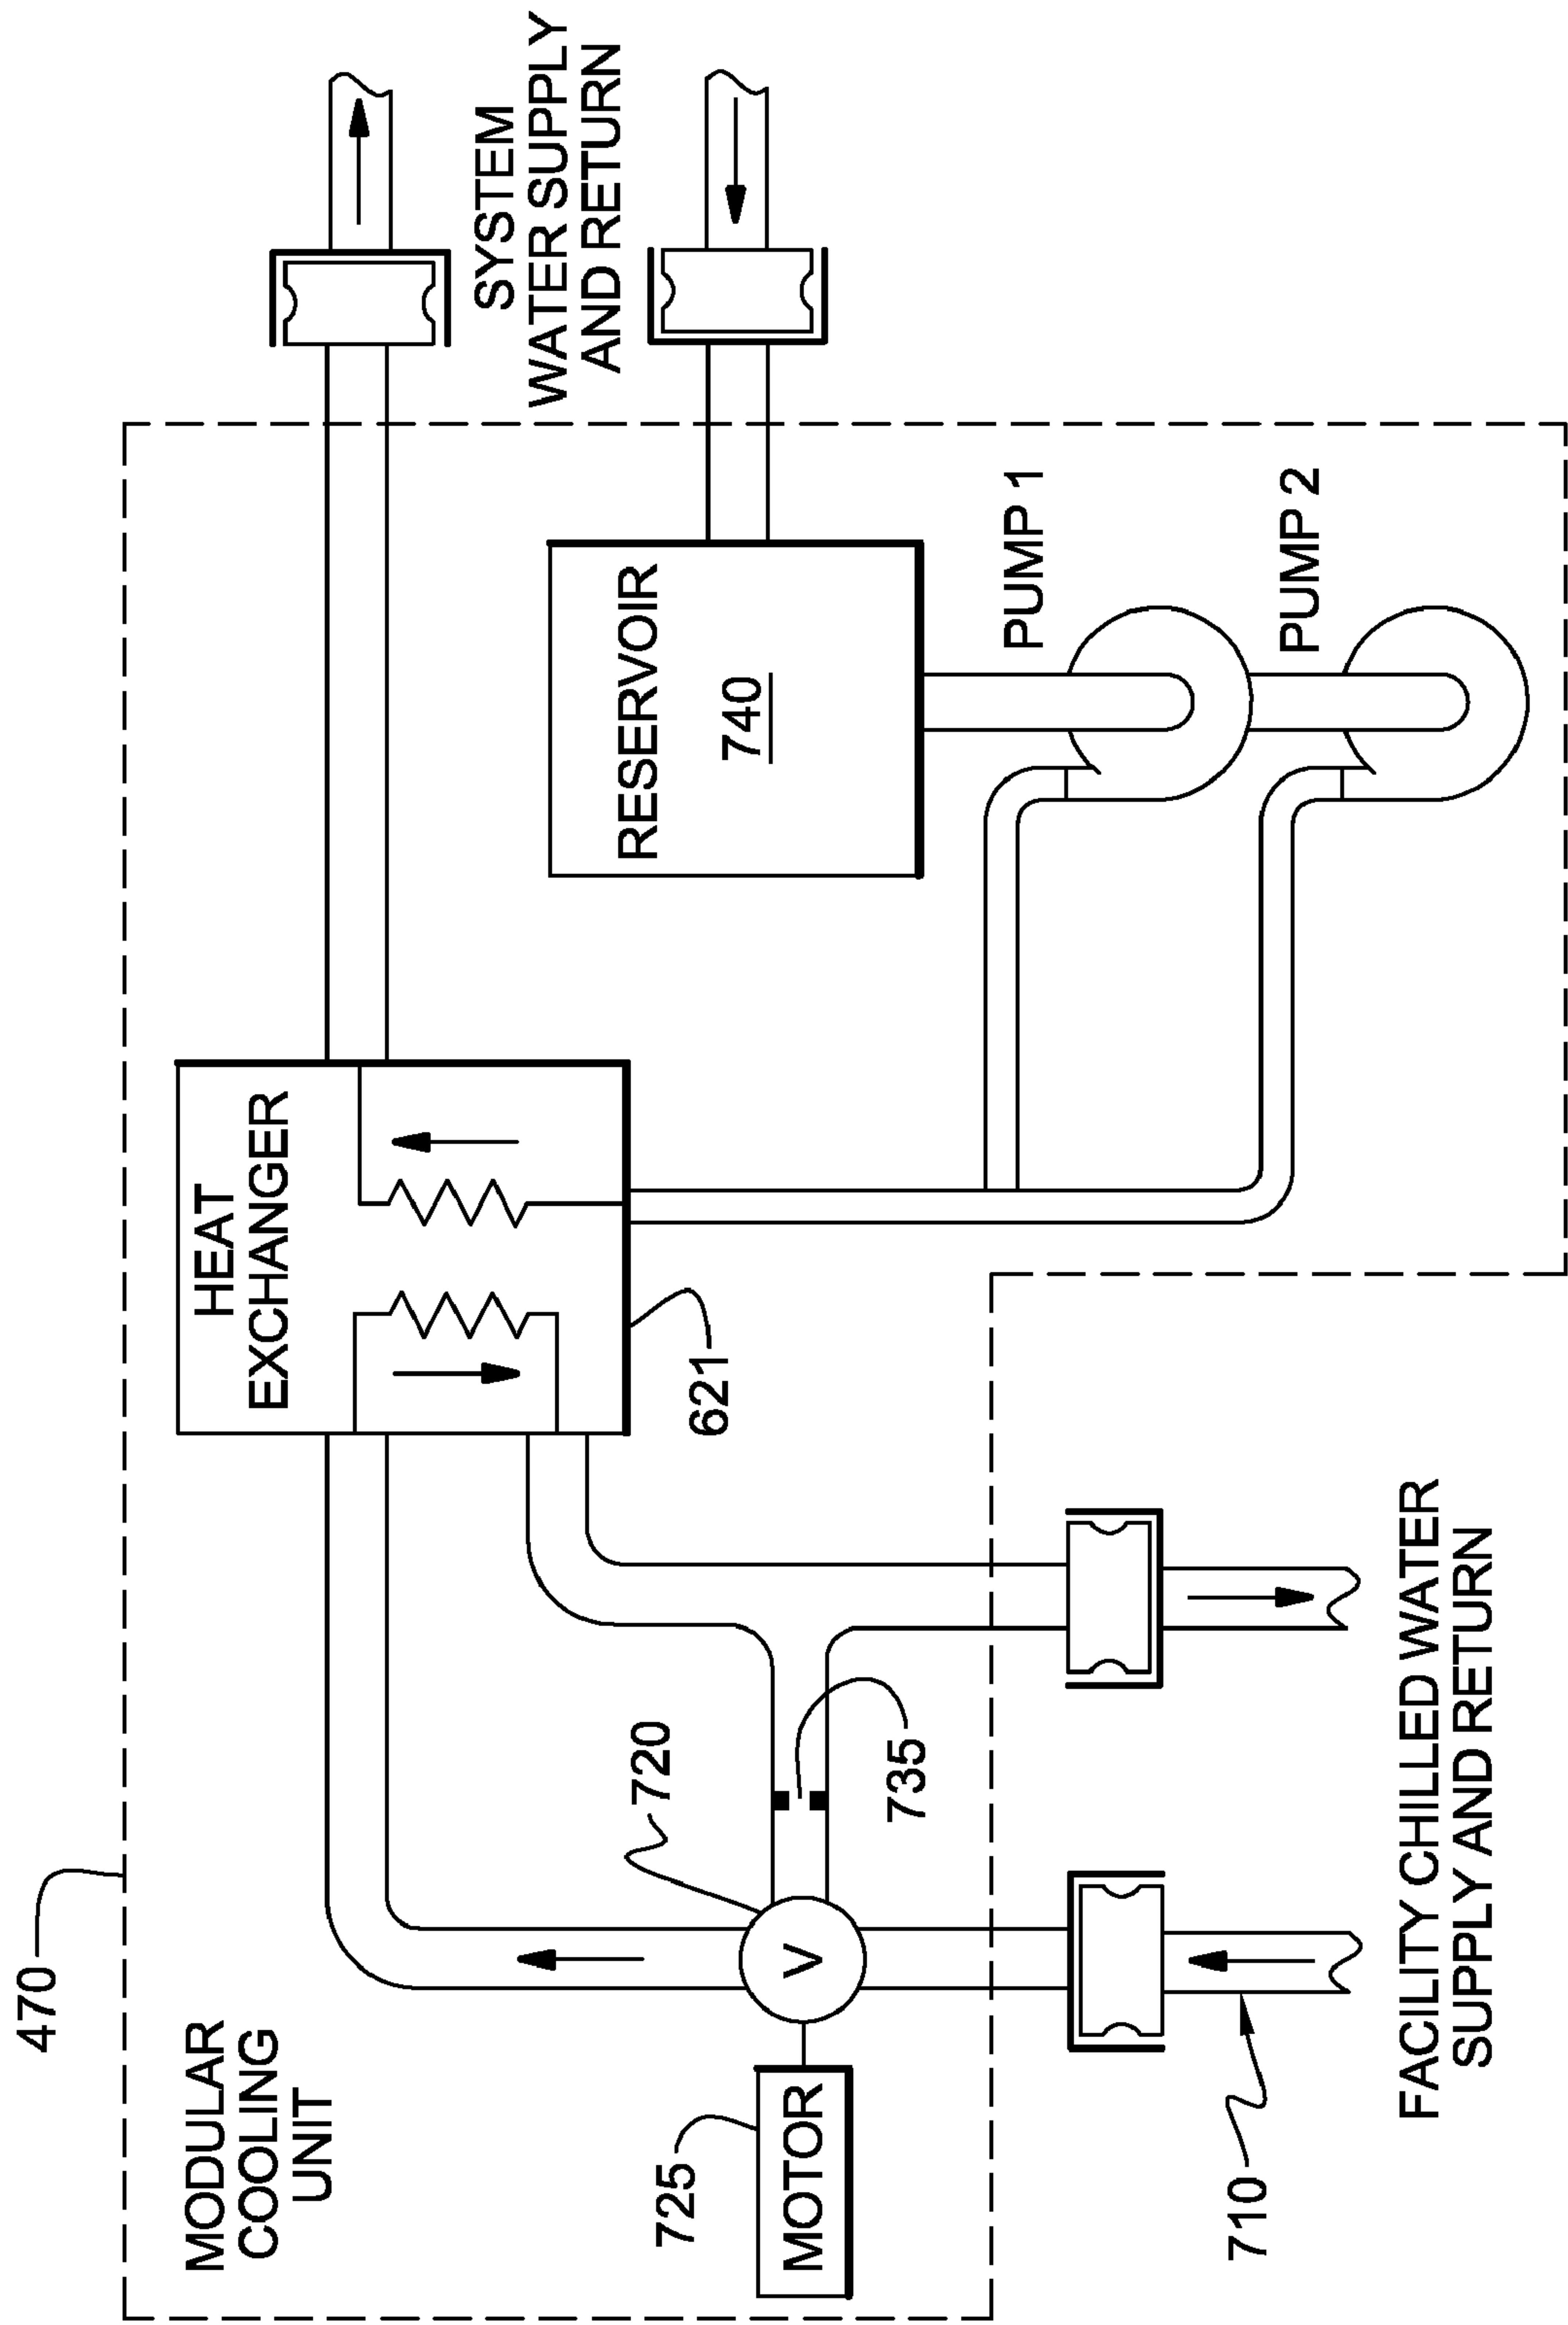 470
MODULAR
COOLING
UNIT
HEAT
EXCHANGER
SYSTEM
WATER SUPPLY
AND RETURN
RESERVOIR
740
720
621
725
MOTOR
V
735
PUMP 1
PUMP 2
710
FACILITY CHILLED WATER
SUPPLY AND RETURN